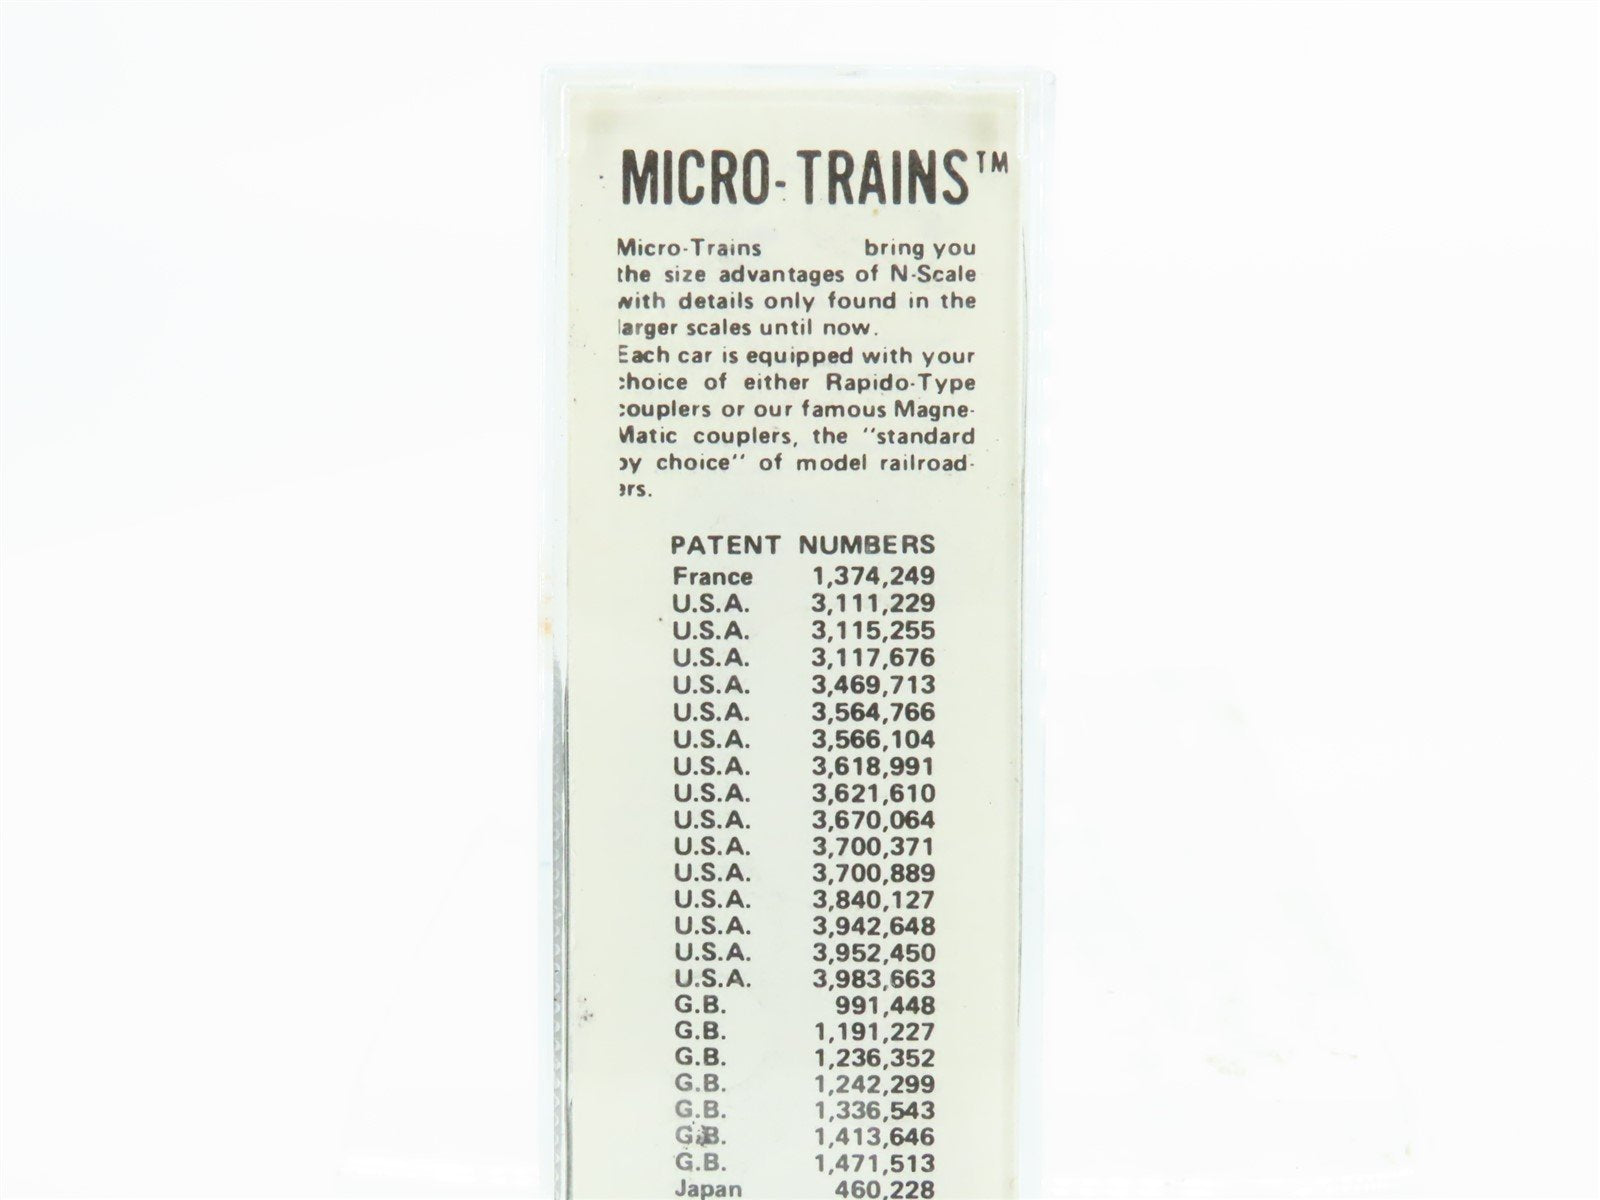 MICRO-TRAINS™
Micro-Trains bring you
the size advantages of N-Scale
with details only found in the
larger scales until now.
Each car is equipped with your
choice of either Rapido-Type
couplers or our famous Magne-
Matic couplers, the "standard
by choice" of model railroad-
ers.
PATENT NUMBERS
France 1,374,249
U.S.A. 3,111,229
U.S.A. 3,115,255
U.S.A. 3,117,676
U.S.A. 3,469,713
U.S.A. 3,564,766
U.S.A. 3,566,104
U.S.A. 3,618,991
U.S.A. 3,621,610
U.S.A. 3,670,064
U.S.A. 3,700,371
U.S.A. 3,700,889
U.S.A. 3,840,127
U.S.A. 3,942,648
U.S.A. 3,952,450
U.S.A. 3,983,663
G.B. 991,448
G.B. 1,191,227
G.B. 1,236,352
G.B. 1,242,299
G.B. 1,336,543
G.B. 1,413,646
G.B. 1,471,513
Japan 460,228